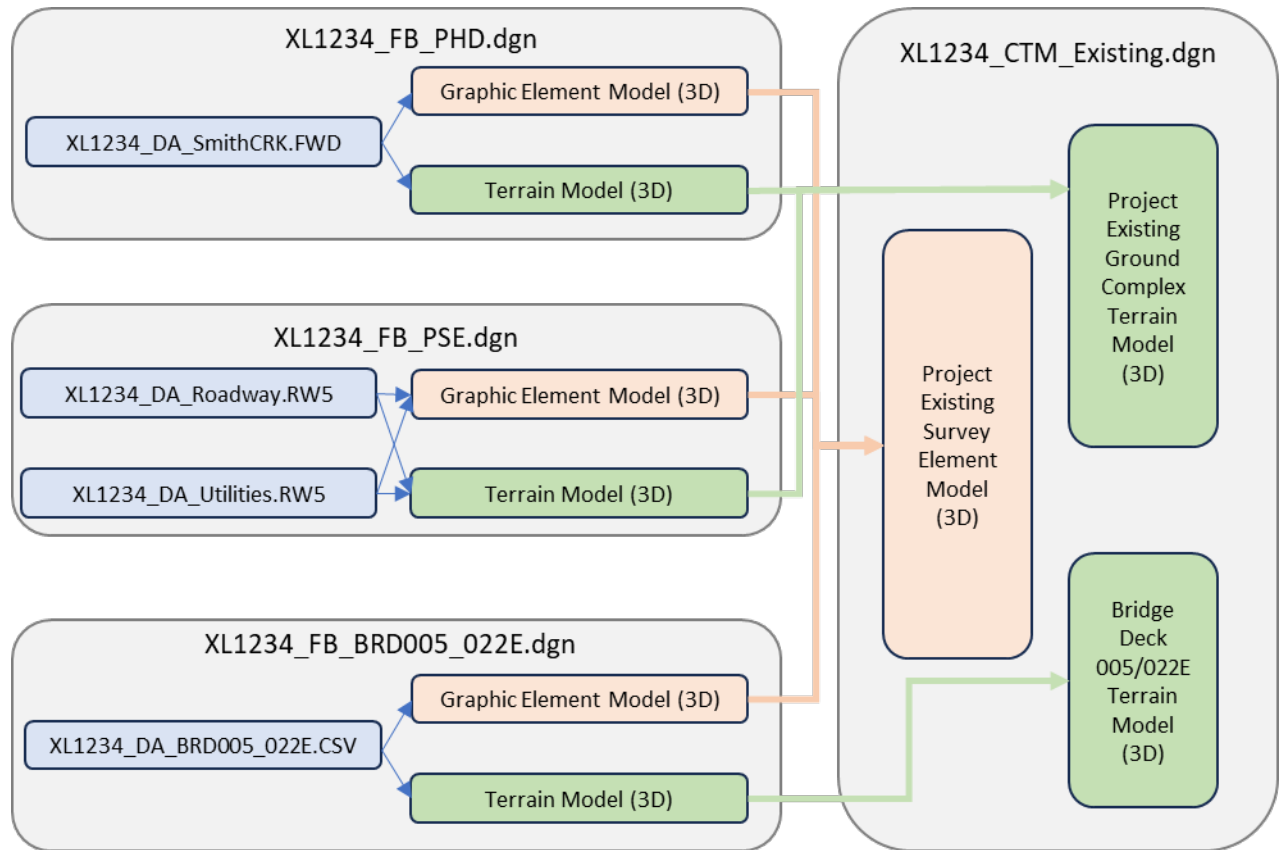 XL1234_FB_PHD.dgn
Graphic Element Model (3D)
XL1234_DA_SmithCRK.FWD
Terrain Model (3D)
XL1234_FB_PSE.dgn
XL1234_DA_Roadway.RW5
Graphic Element Model (3D)
XL1234_DA_Utilities.RW5
Terrain Model (3D)
XL1234_FB_BRD005_022E.dgn
Graphic Element Model (3D)
XL1234_DA_BRD005_022E.CSV
Terrain Model (3D)
XL1234_CTM_Existing.dgn
Project
Existing
Survey
Element
Model
(3D)
Project
Existing
Ground
Complex
Terrain
Model
(3D)
Bridge
Deck
005/022E
Terrain
Model
(3D)